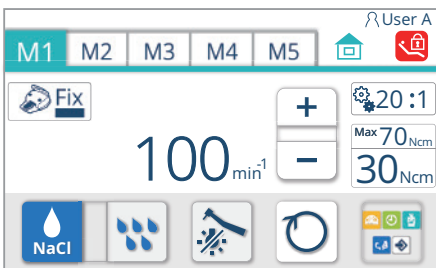 User A
M1 M2 M3 M4 M5
Fix
20:1
100 min-1
+
−
Max 70 Ncm
30 Ncm
NaCl